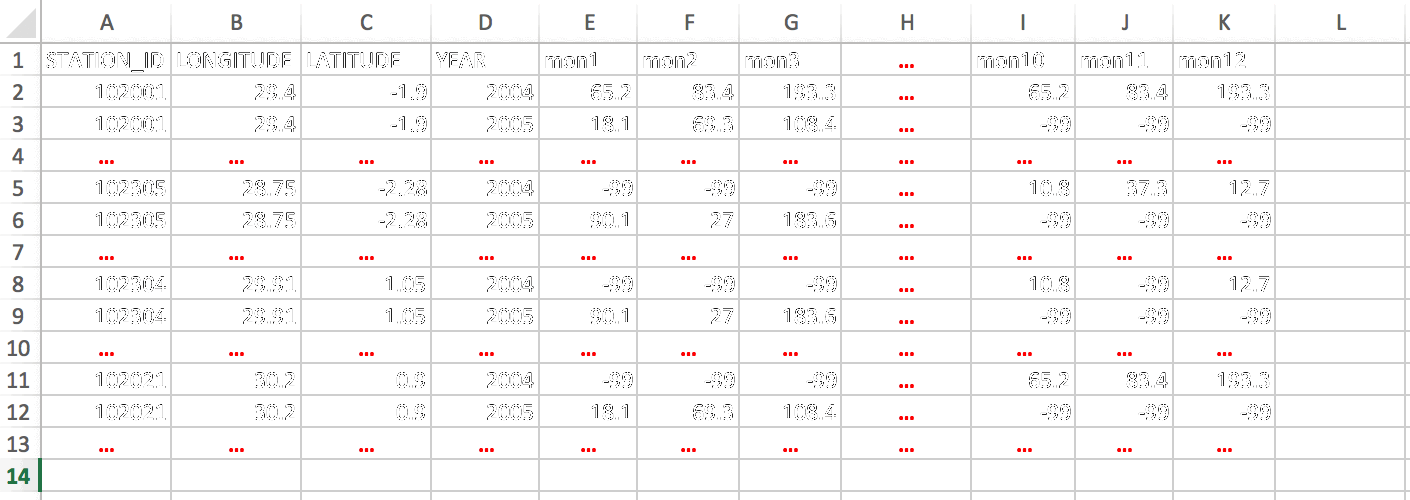 A B C D E F G H I J K L
1 STATION_ID LONGITUDE LATITUDE YEAR mon1 mon2 mon3 ... mon10 mon11 mon12
2 102001 29.4 -1.9 2004 65.2 83.4 193.3 ... 65.2 83.4 193.3
3 102001 29.4 -1.9 2005 18.1 69.3 108.4 ... -99 -99 -99
4 ... ... ... ... ... ... ... ... ... ... ...
5 102305 28.75 -2.28 2004 -99 -99 -99 ... 10.8 37.3 12.7
6 102305 28.75 -2.28 2005 90.1 27 183.6 ... -99 -99 -99
7 ... ... ... ... ... ... ... ... ... ... ...
8 102304 29.91 1.05 2004 -99 -99 -99 ... 10.8 -99 12.7
9 102304 29.91 1.05 2005 90.1 27 183.6 ... -99 -99 -99
10 ... ... ... ... ... ... ... ... ... ... ...
11 102021 30.2 0.9 2004 -99 -99 -99 ... 65.2 83.4 193.3
12 102021 30.2 0.9 2005 18.1 69.3 108.4 ... -99 -99 -99
13 ... ... ... ... ... ... ... ... ... ... ...
14